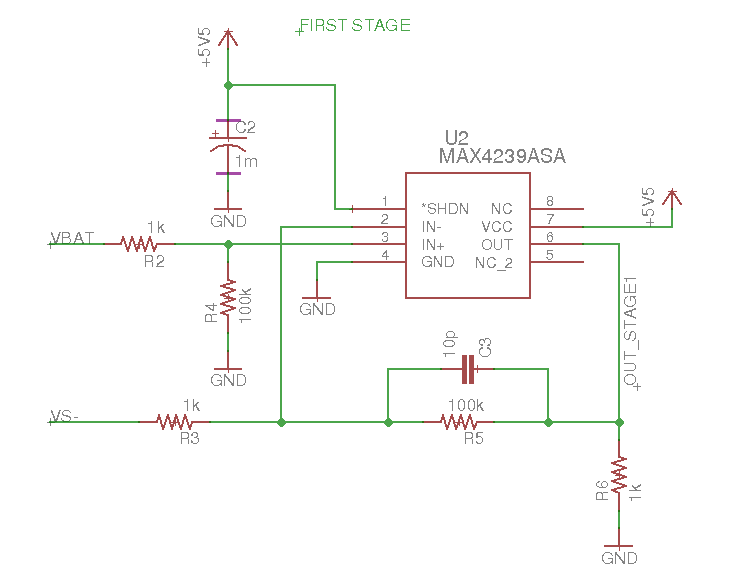 FIRST STAGE
+5V5
C2
1m
GND
U2
MAX4239ASA
1
*SHDN
NC
8
2
IN-
VCC
7
3
IN+
OUT
6
4
GND
NC_2
5
+5V5
VBAT
1k
R2
R4
100k
GND
GND
OUT_STAGE1
10p
C3
VS-
1k
R3
100k
R5
R6
1k
GND